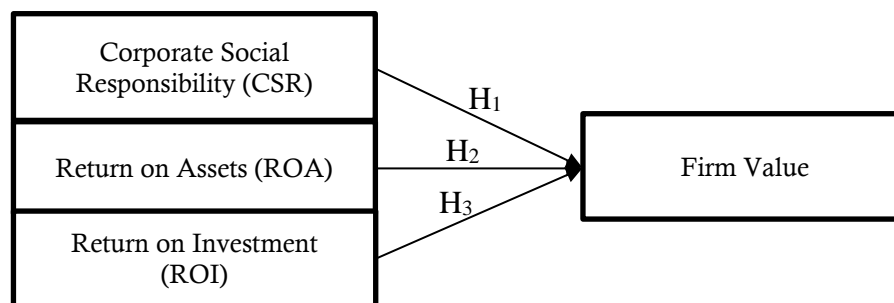 Corporate Social
Responsibility (CSR)
H1
Return on Assets (ROA)
H2
Firm Value
H3
Return on Investment
(ROI)